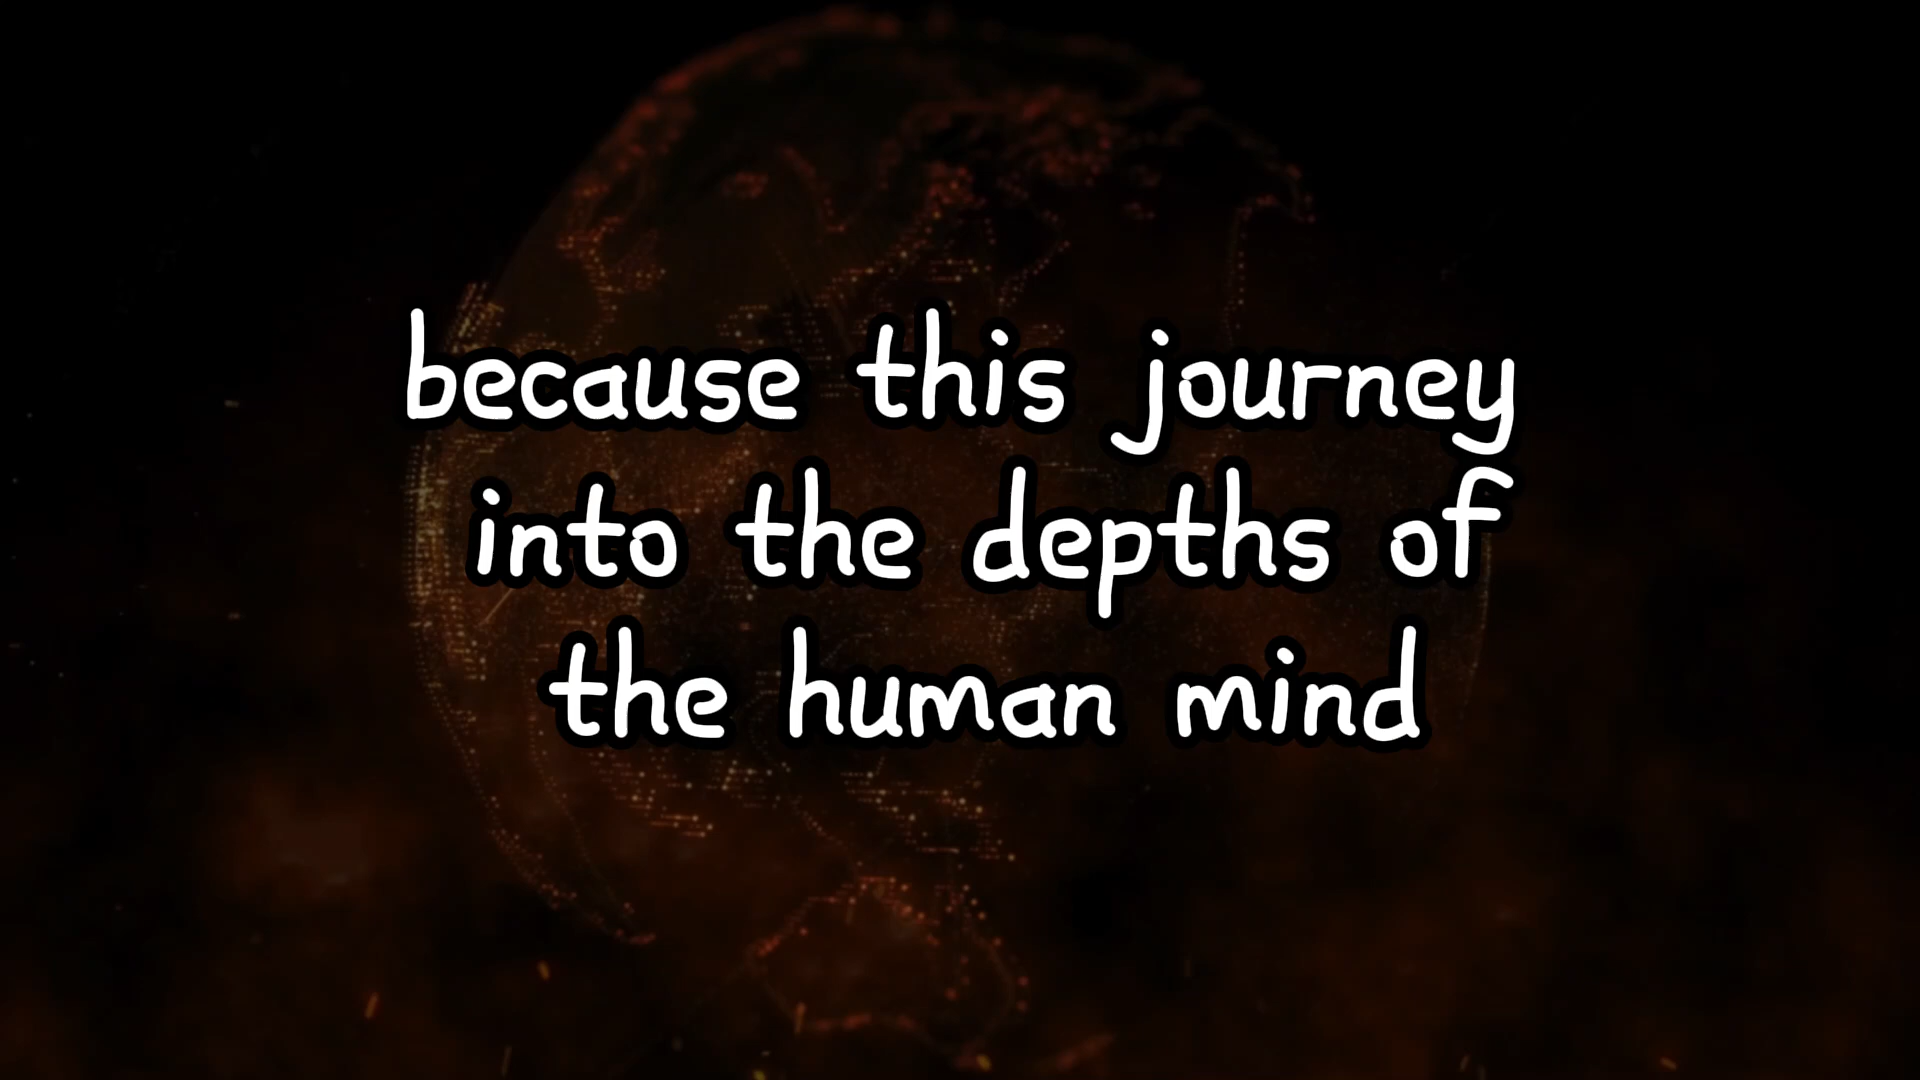 because this journey
into the depths of
the human mind